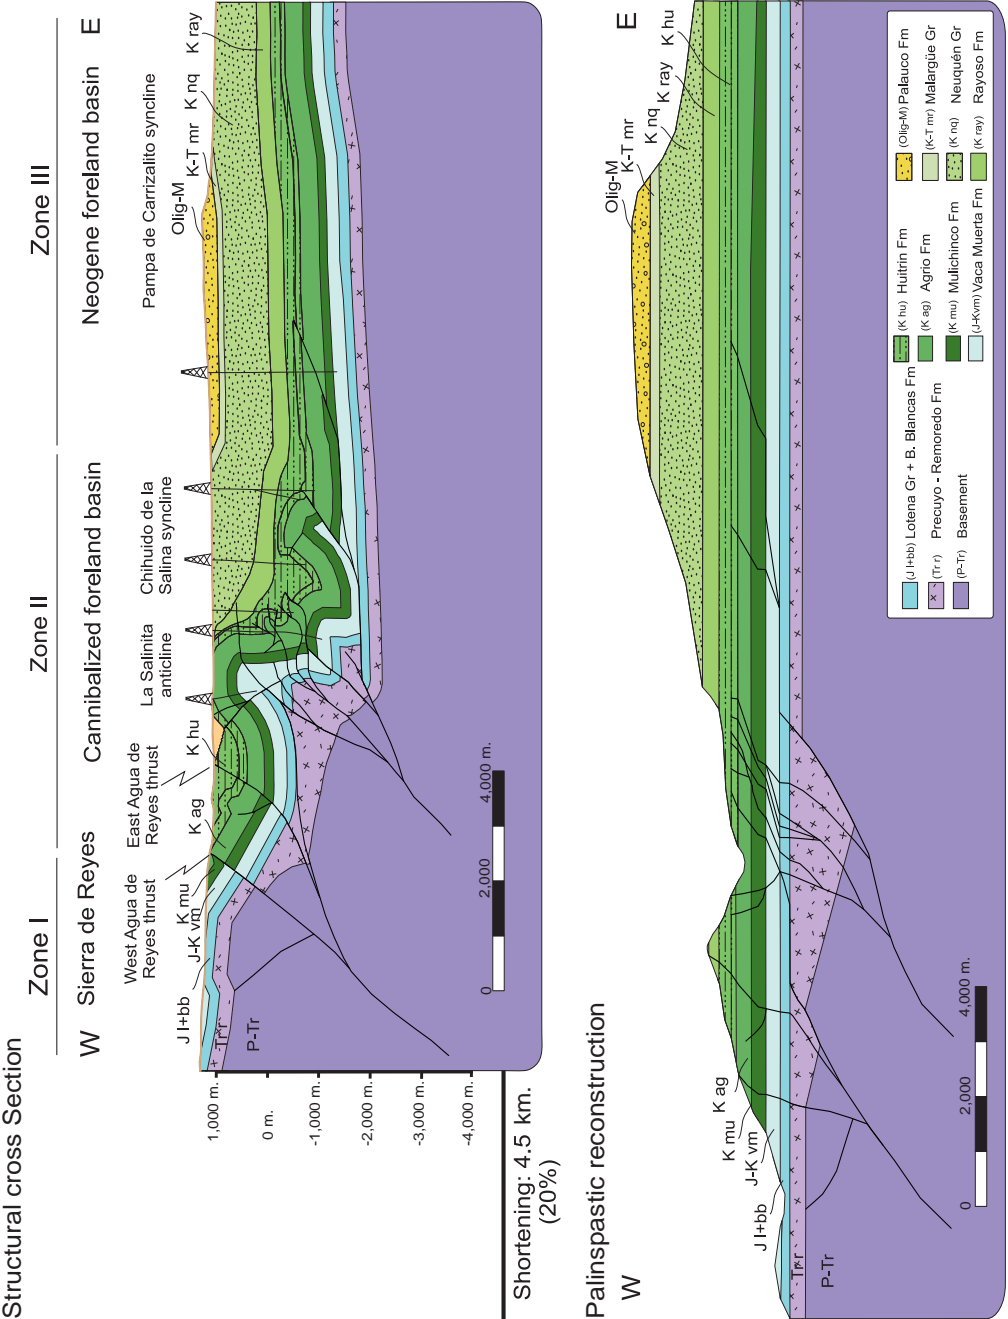 Structural cross Section
Zone I
Zone II
Zone III
W
Sierra de Reyes
Cannibalized foreland basin
Neogene foreland basin
E
West Agua de
Reyes thrust
East Agua de
Reyes thrust
La Salinita
anticline
Chihuido de la
Salina syncline
Pampa de Carrizalito syncline
J l+bb
J-K vm
K mu
K ag
K hu
Olig-M
K-T mr
K nq
K ray
Tr r
P-Tr
1,000 m.
0 m.
-1,000 m.
-2,000 m.
-3,000 m.
-4,000 m.
0
2,000
4,000 m.
Shortening: 4.5 km.
(20%)
Palinspastic reconstruction
W
E
J l+bb
J-K vm
K mu
K ag
Olig-M
K-T mr
K nq
K ray
K hu
Tr r
P-Tr
0
2,000
4,000 m.
(J l+bb) Lotena Gr + B. Blancas Fm
(Tr r) Precuyo - Remoredo Fm
(P-Tr) Basement
(K hu) Huitrin Fm
(K ag) Agrio Fm
(K mu) Mulichinco Fm
(J-Kvm) Vaca Muerta Fm
(Olig-M) Palauco Fm
(K-T mr) Malargüe Gr
(K nq) Neuquén Gr
(K ray) Rayoso Fm